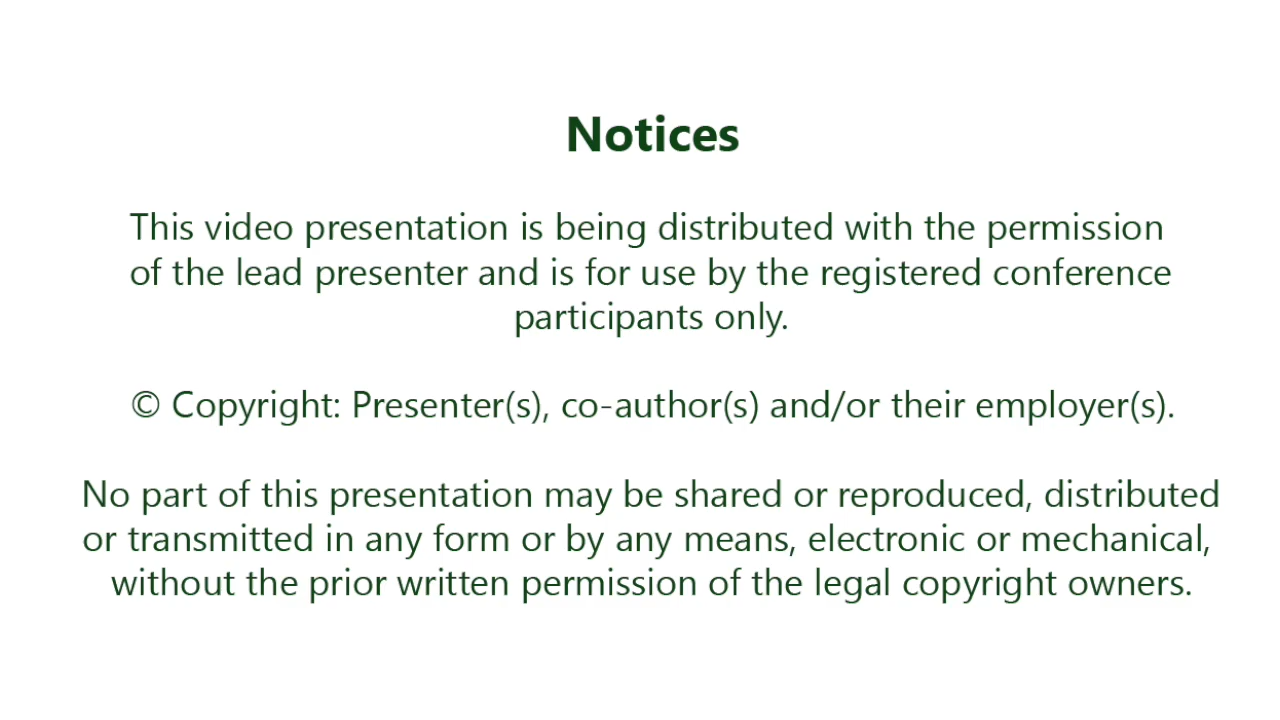 Notices
This video presentation is being distributed with the permission
of the lead presenter and is for use by the registered conference
participants only.
© Copyright: Presenter(s), co-author(s) and/or their employer(s).
No part of this presentation may be shared or reproduced, distributed
or transmitted in any form or by any means, electronic or mechanical,
without the prior written permission of the legal copyright owners.